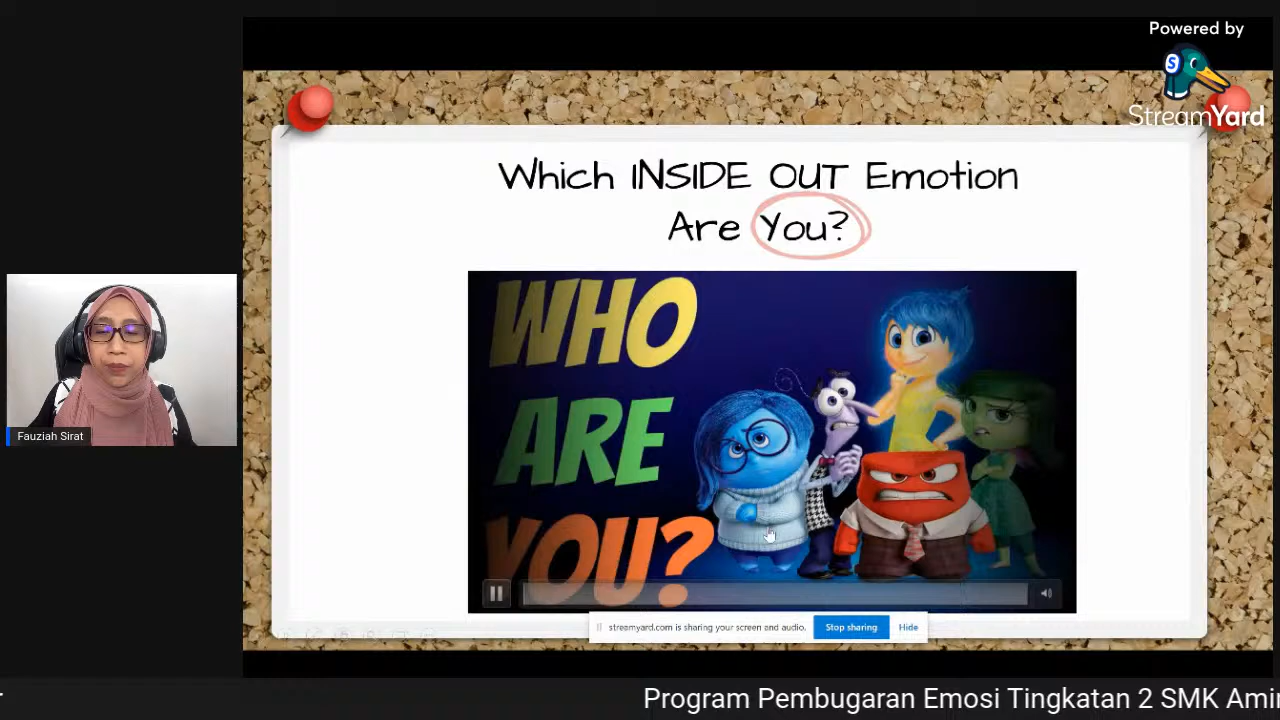 Powered by
StreamYard
Which INSIDE OUT Emotion
Are You?
WHO
ARE
YOU?
Fauziah Sirat
streamyard.com is sharing your screen and audio.
Stop sharing
Hide
Program Pembugaran Emosi Tingkatan 2 SMK